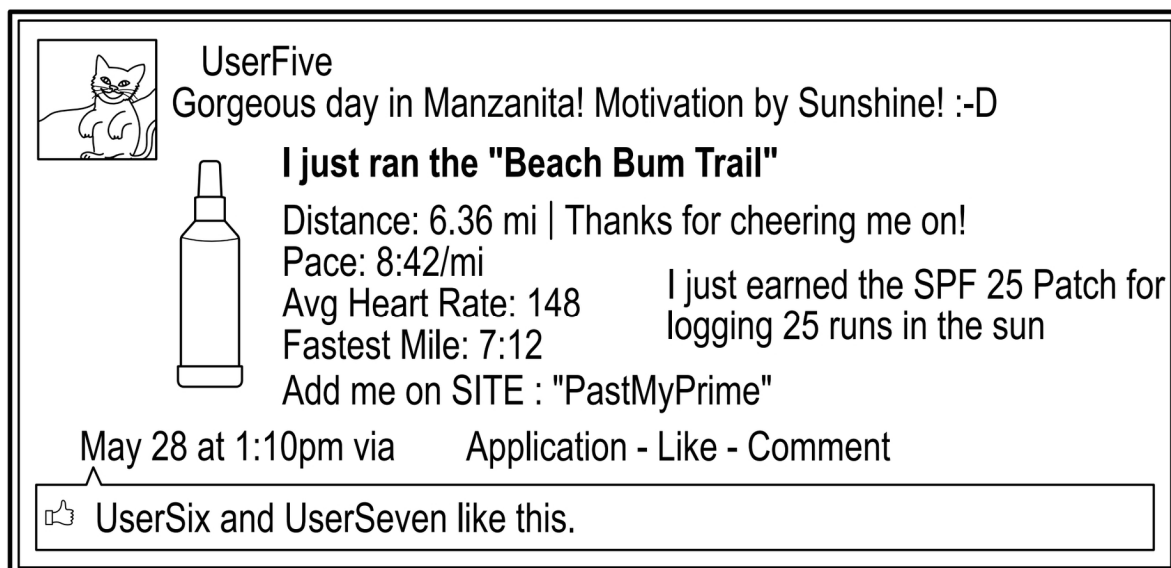 UserFive
Gorgeous day in Manzanita! Motivation by Sunshine! :-D
I just ran the "Beach Bum Trail"
Distance: 6.36 mi | Thanks for cheering me on!
Pace: 8:42/mi
Avg Heart Rate: 148
Fastest Mile: 7:12
I just earned the SPF 25 Patch for
logging 25 runs in the sun
Add me on SITE : "PastMyPrime"
May 28 at 1:10pm via Application - Like - Comment
UserSix and UserSeven like this.